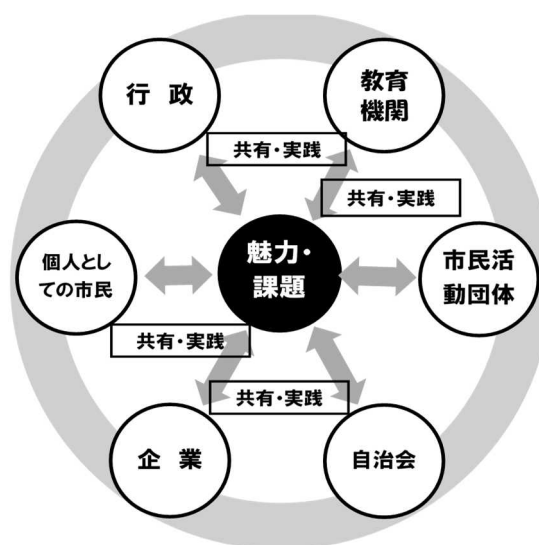 行 政
教育
機関
共有・実践
共有・実践
個人とし
ての市民
魅力・
課題
市民活
動団体
共有・実践
共有・実践
企 業
自治会